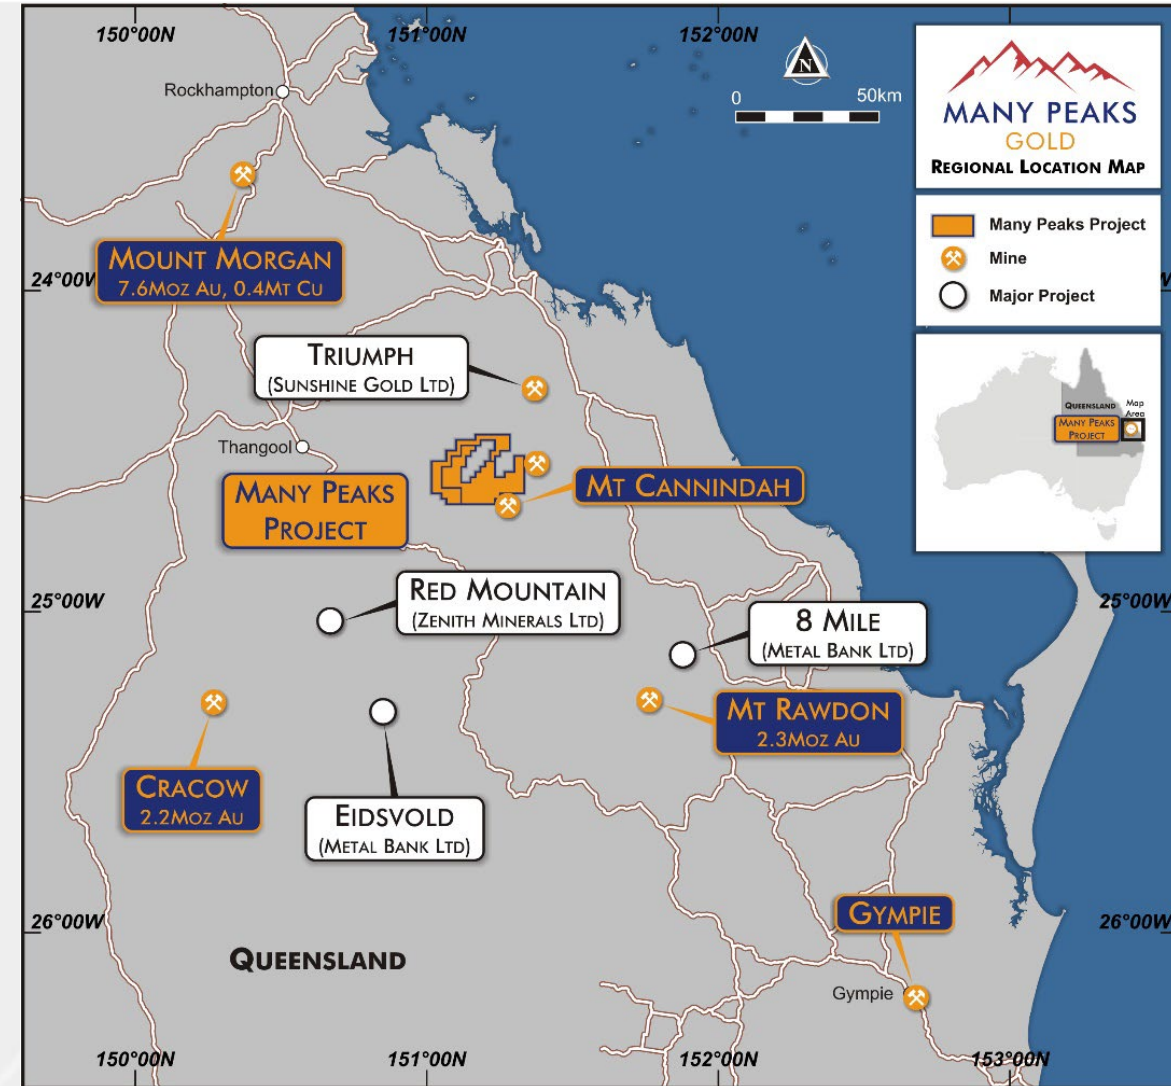 150°00N
151°00N
152°00N
Rockhampton
N
0
50km
MANY PEAKS
GOLD
REGIONAL LOCATION MAP
Many Peaks Project
Mine
Major Project
MOUNT MORGAN
7.6MOZ AU, 0.4MT CU
24°00W
W
TRIUMPH
(SUNSHINE GOLD LTD)
QUEENSLAND
Map
Area
MANY PEAKS
PROJECT
Thangool
MANY PEAKS
PROJECT
MT CANNINDAH
RED MOUNTAIN
(ZENITH MINERALS LTD)
25°00W
25°00W
8 MILE
(METAL BANK LTD)
MT RAWDON
2.3MOZ AU
CRACOW
2.2MOZ AU
EIDSVOLD
(METAL BANK LTD)
26°00W
26°00W
GYMPIE
QUEENSLAND
Gympie
150°00N
151°00N
152°00N
153°00N